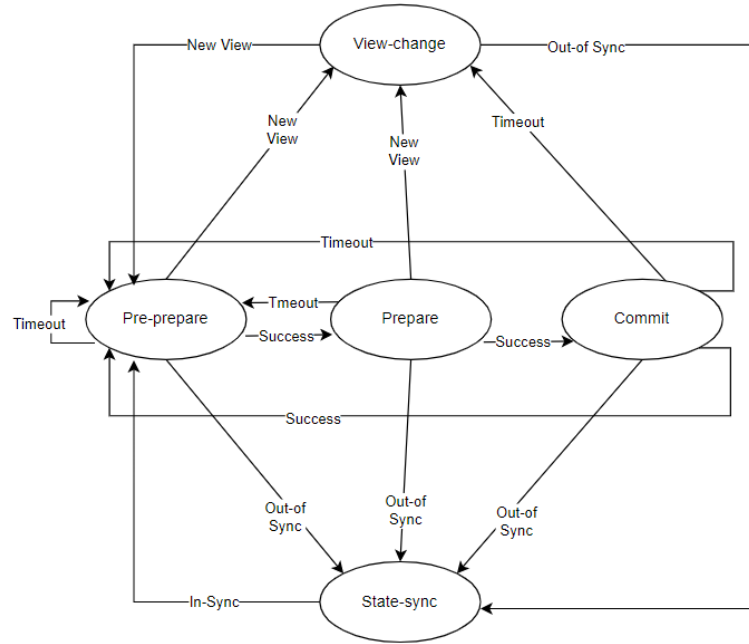 View-change
New View
Out-of Sync
New
View
New
View
Timeout
Timeout
Timeout
Pre-prepare
Tmeout
Success
Prepare
Success
Commit
Success
Out-of
Sync
Out-of
Sync
Out-of
Sync
In-Sync
State-sync